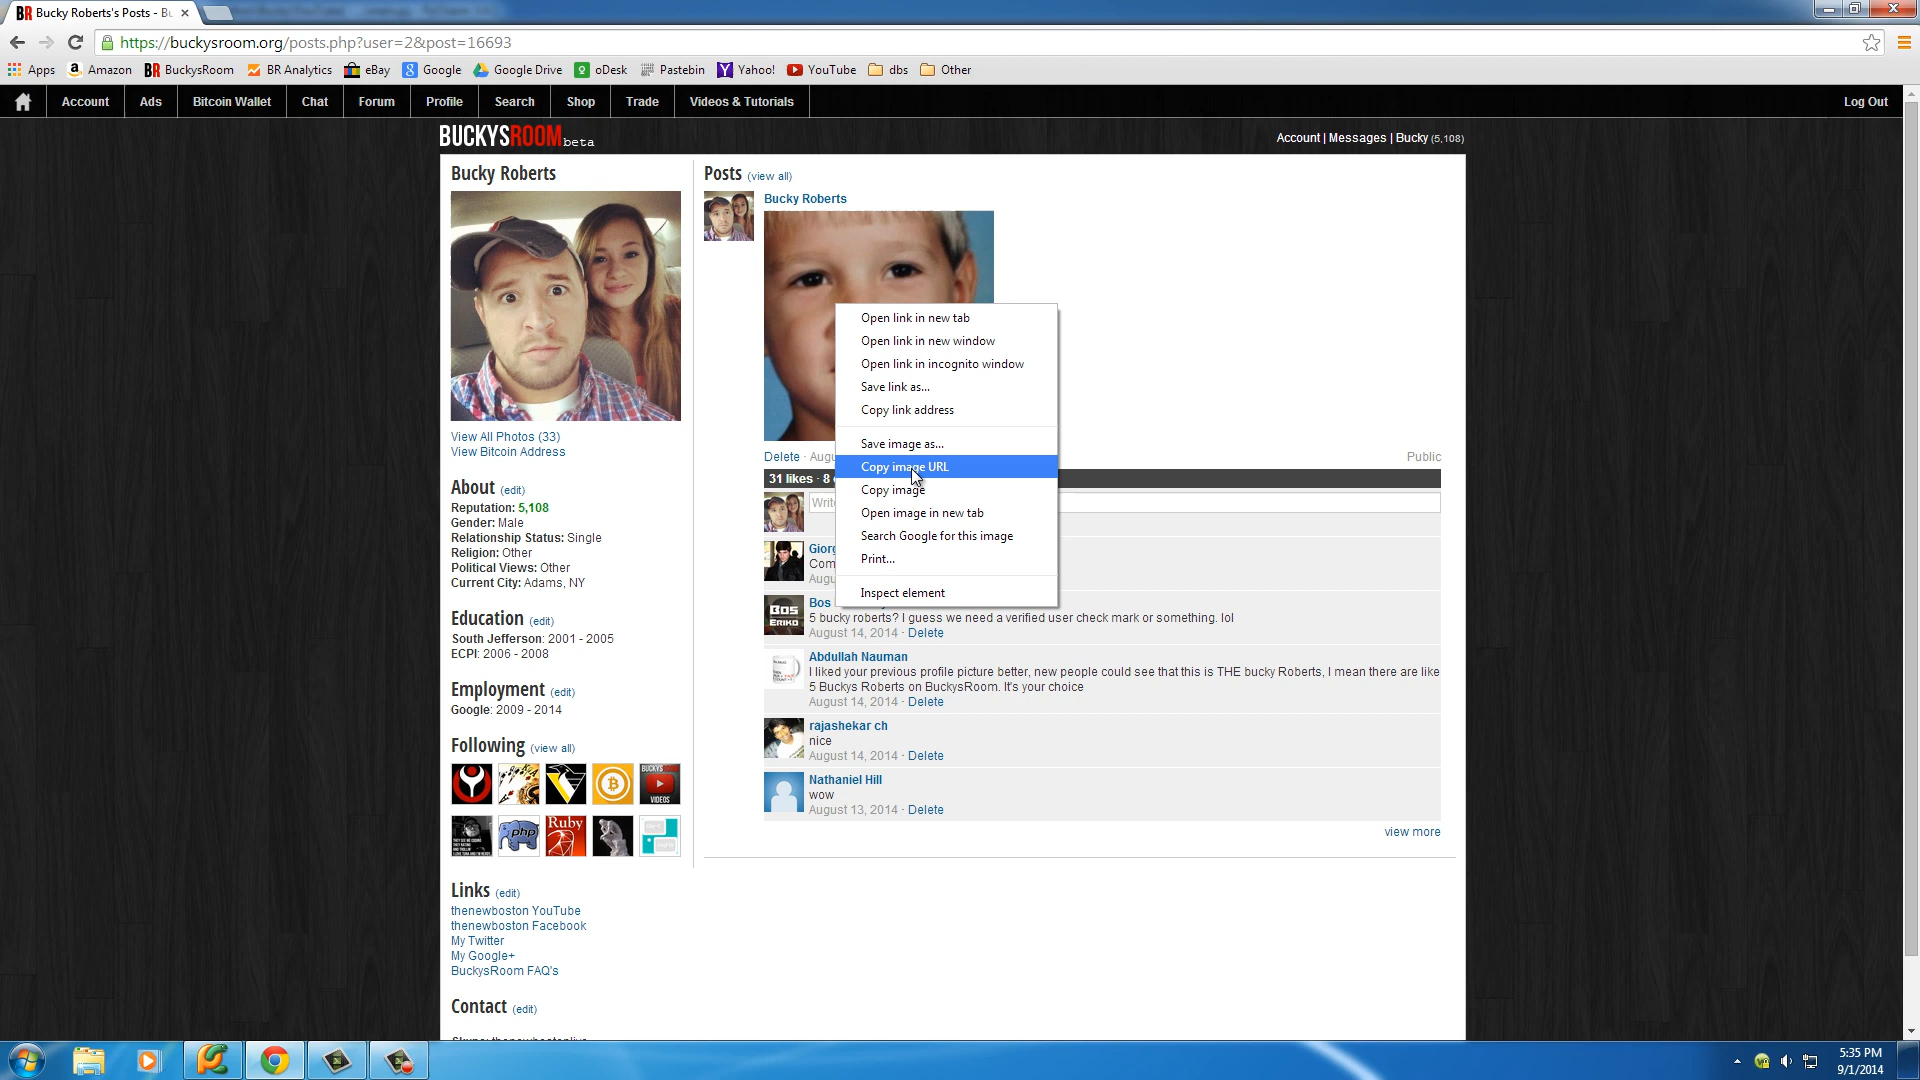 Bucky Roberts's Posts - Bu
https://buckysroom.org/posts.php?user=2&post=16693
Apps Amazon BuckysRoom BR Analytics eBay Google Google Drive oDesk Pastebin Yahoo! YouTube dbs Other
Account Ads Bitcoin Wallet Chat Forum Profile Search Shop Trade Videos & Tutorials Log Out
BUCKYSROOM beta
Account | Messages | Bucky (5,108)
Bucky Roberts
View All Photos (33)
View Bitcoin Address
About (edit)
Reputation: 5,108
Gender: Male
Relationship Status: Single
Religion: Other
Political Views: Other
Current City: Adams, NY
Education (edit)
South Jefferson: 2001 - 2005
ECPI: 2006 - 2008
Employment (edit)
Google: 2009 - 2014
Following (view all)
BUCKYS
VIDEOS
php
Ruby
Links (edit)
thenewboston YouTube
thenewboston Facebook
My Twitter
My Google+
BuckysRoom FAQ's
Contact (edit)
Posts (view all)
Bucky Roberts
Delete · Augu
Public
31 likes · 8
Writ
Giorg
Com
Augu
Bos
BOS
ERIKO
5 bucky roberts? I guess we need a verified user check mark or something. lol
August 14, 2014 · Delete
Abdullah Nauman
I liked your previous profile picture better, new people could see that this is THE bucky Roberts, I mean there are like
5 Buckys Roberts on BuckysRoom. It's your choice
August 14, 2014 · Delete
rajashekar ch
nice
August 14, 2014 · Delete
Nathaniel Hill
wow
August 13, 2014 · Delete
view more
Open link in new tab
Open link in new window
Open link in incognito window
Save link as...
Copy link address
Save image as...
Copy image URL
Copy image
Open image in new tab
Search Google for this image
Print...
Inspect element
5:35 PM
9/1/2014